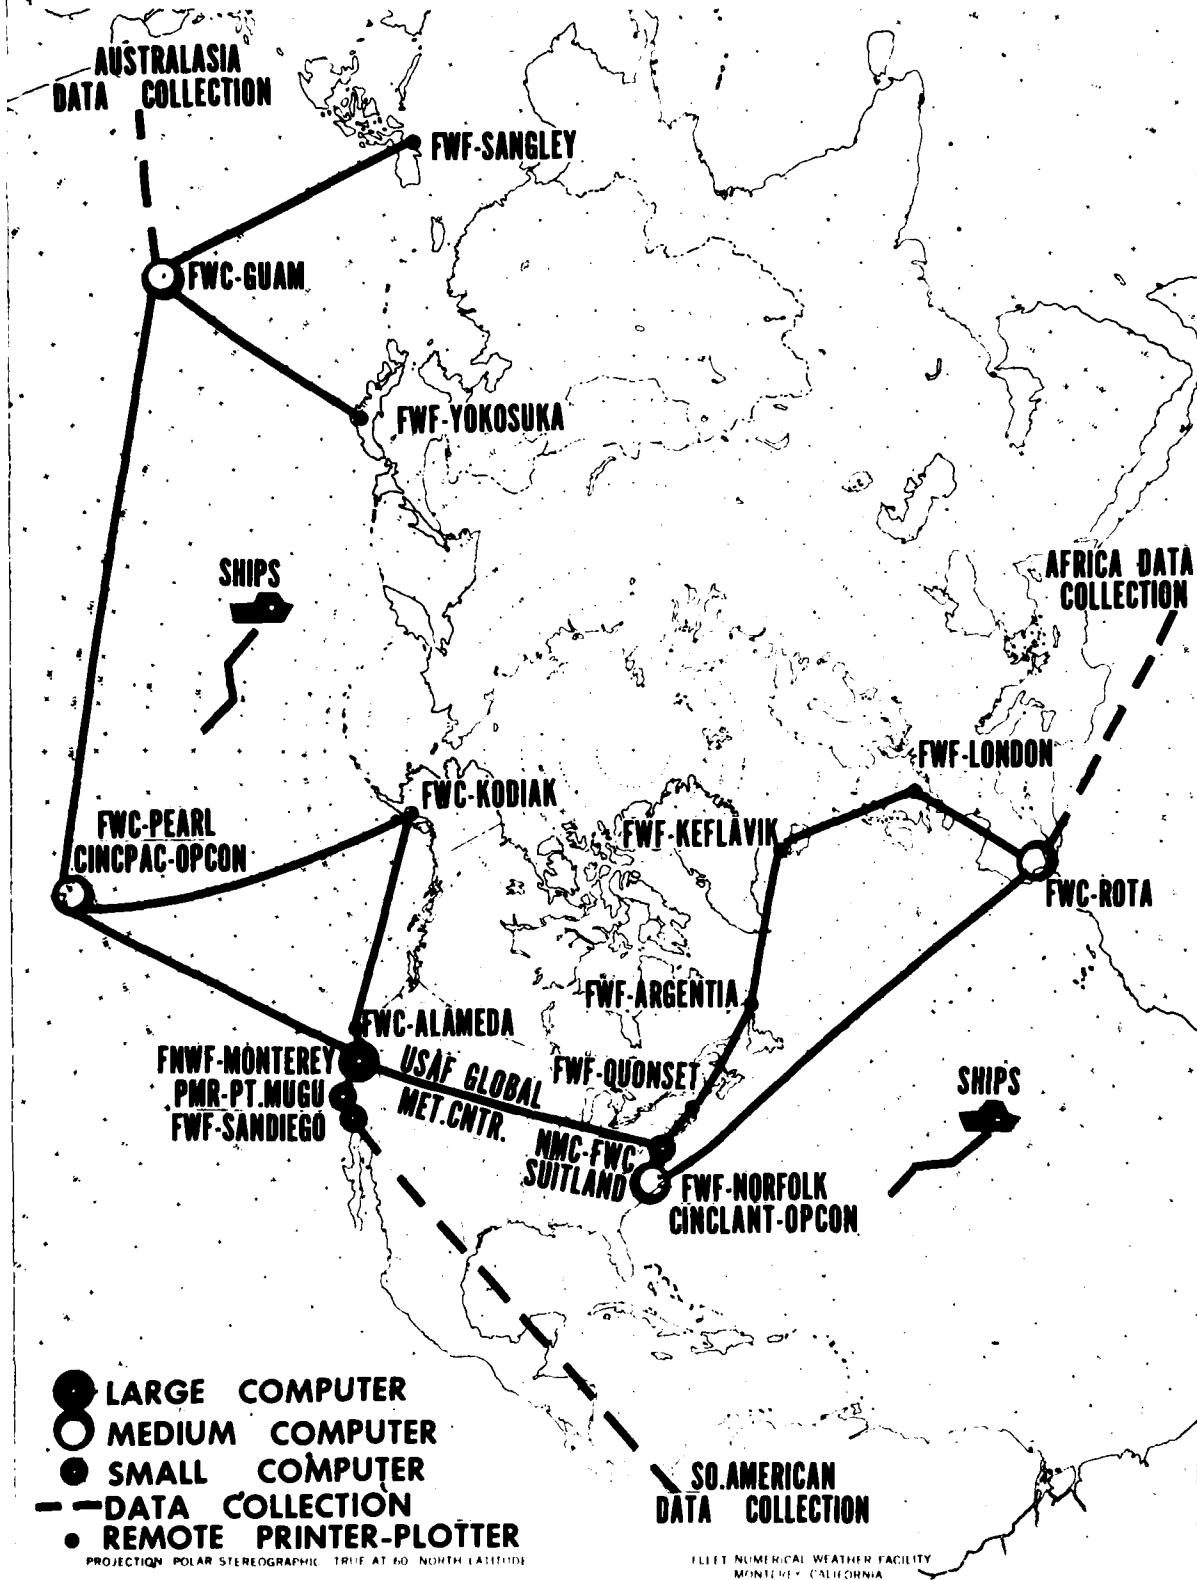 AUSTRALASIA
DATA COLLECTION
FWF-SANGLEY
FWC-GUAM
FWF-YOKOSUKA
SHIPS
AFRICA DATA
COLLECTION
FWF-LONDON
FWC-KODIAK
FWC-PEARL
CINCPAC-OPCON
FWF-KEFLAVIK
FWC-ROTA
FWF-ARGENTIA
FWC-ALAMEDA
FNWF-MONTEREY
PMR-PT.MUGU
FWF-SANDIEGO
USAF GLOBAL
MET.CNTR.
FWF-QUONSET
SHIPS
NMC-FWC
SUITLAND
FWF-NORFOLK
CINCLANT-OPCON
LARGE COMPUTER
MEDIUM COMPUTER
SMALL COMPUTER
DATA COLLECTION
REMOTE PRINTER-PLOTTER
PROJECTION POLAR STEREOGRAPHIC TRUE AT 60 NORTH LATITUDE
SO.AMERICAN
DATA COLLECTION
FLEET NUMERICAL WEATHER FACILITY
MONTEREY CALIFORNIA